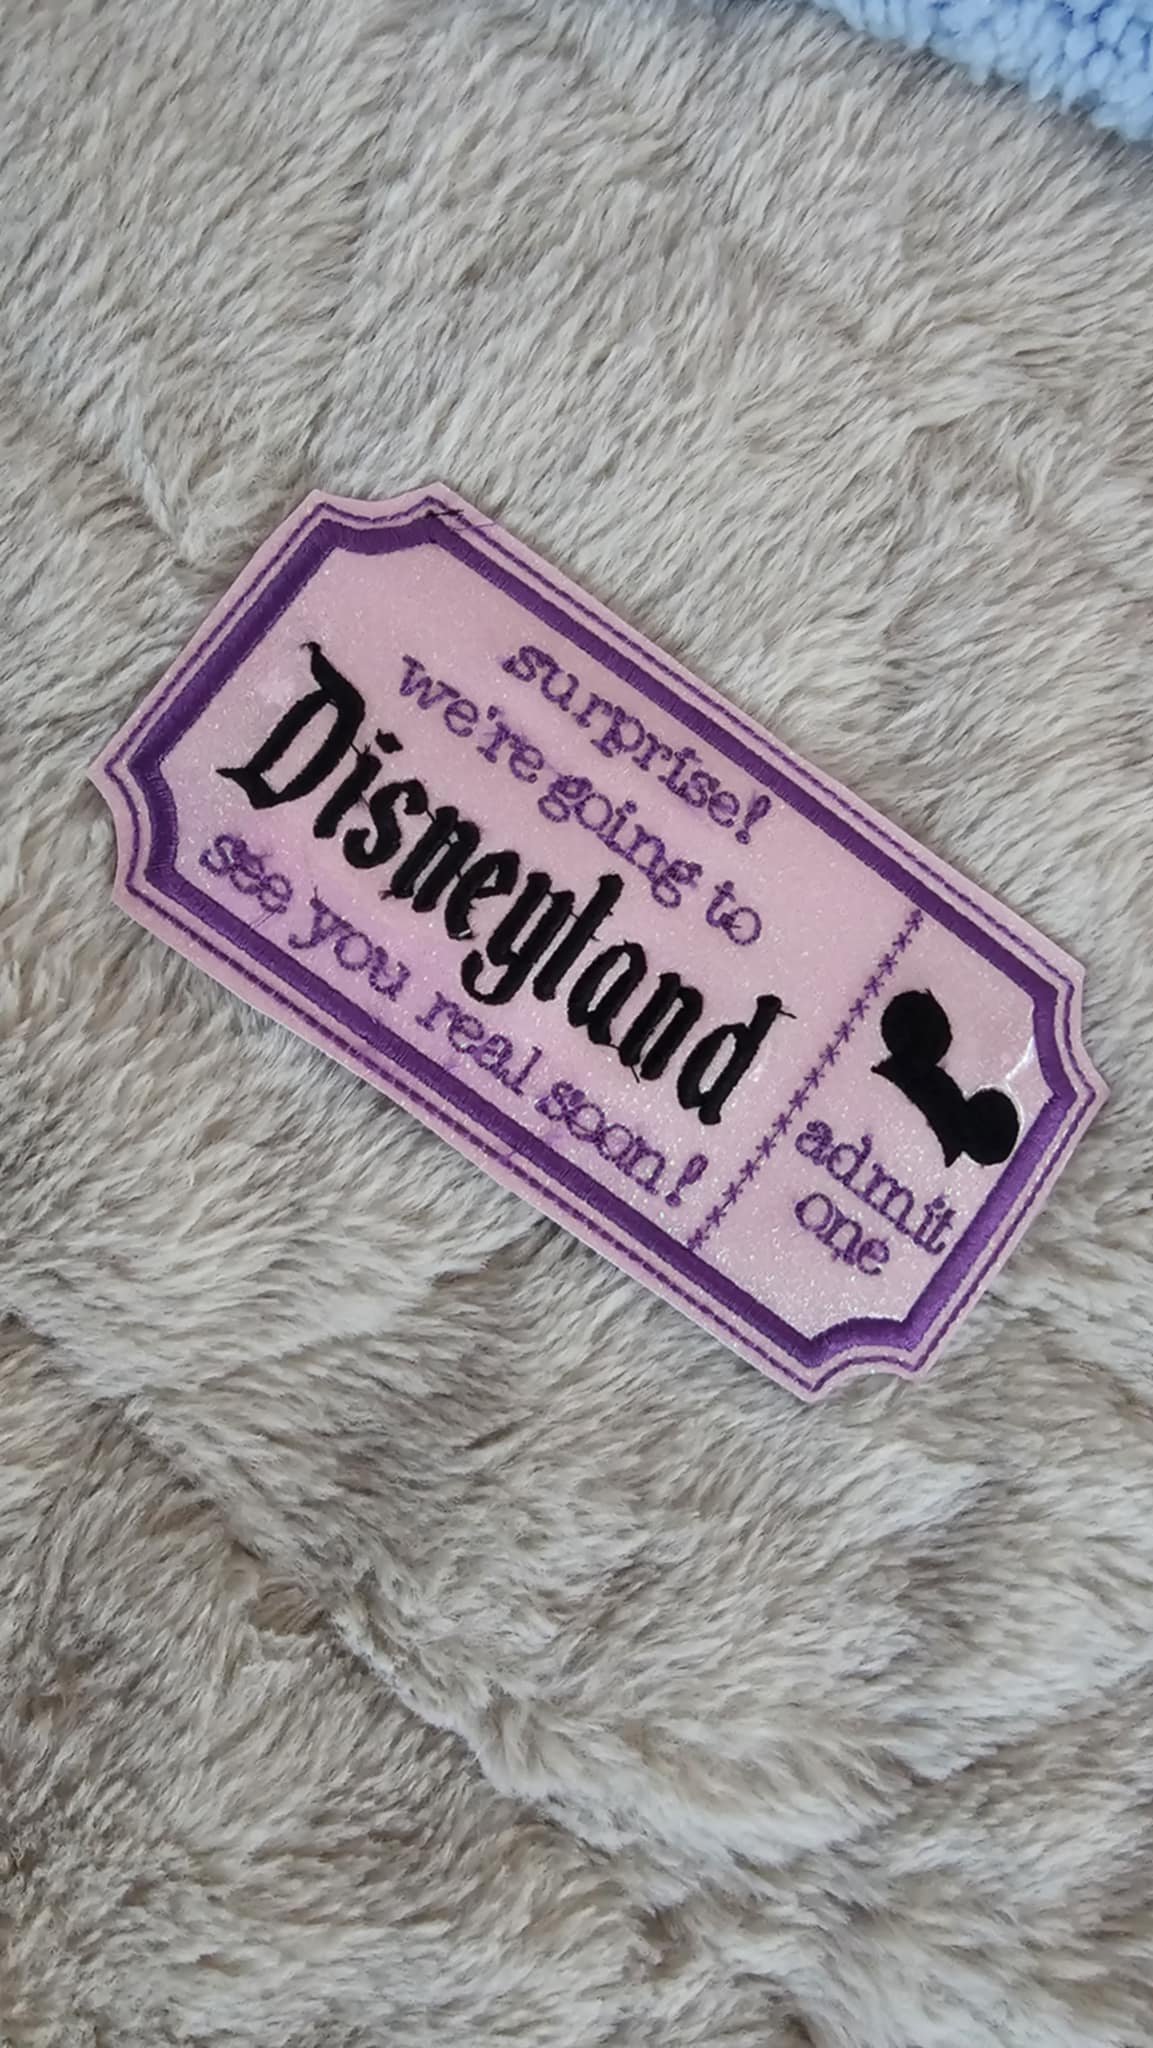 surprise!
we're going to
Disneyland
see you real soon!
admit
one